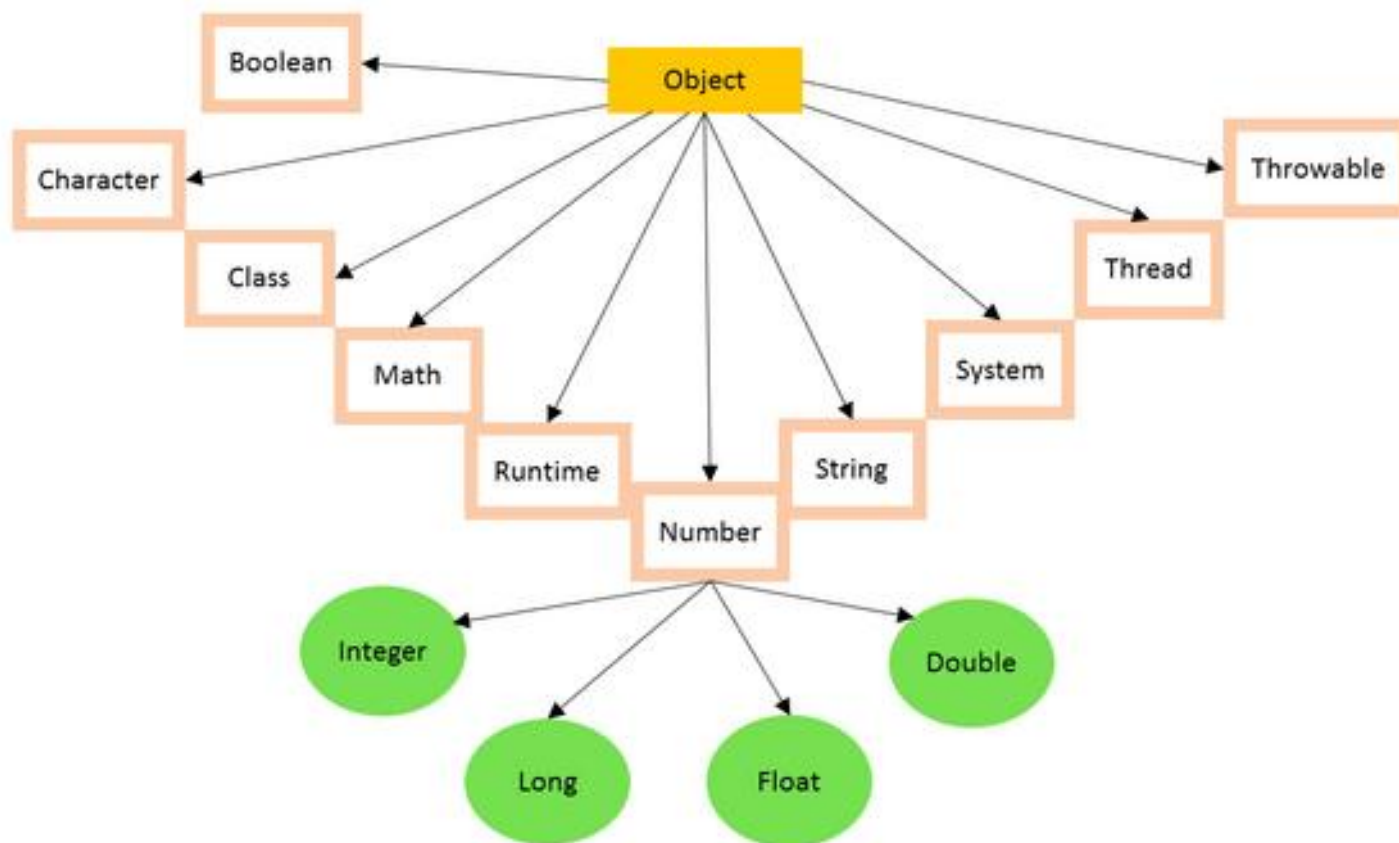 Boolean
Object
Character
Throwable
Class
Thread
Math
System
Runtime
String
Number
Integer
Double
Long
Float